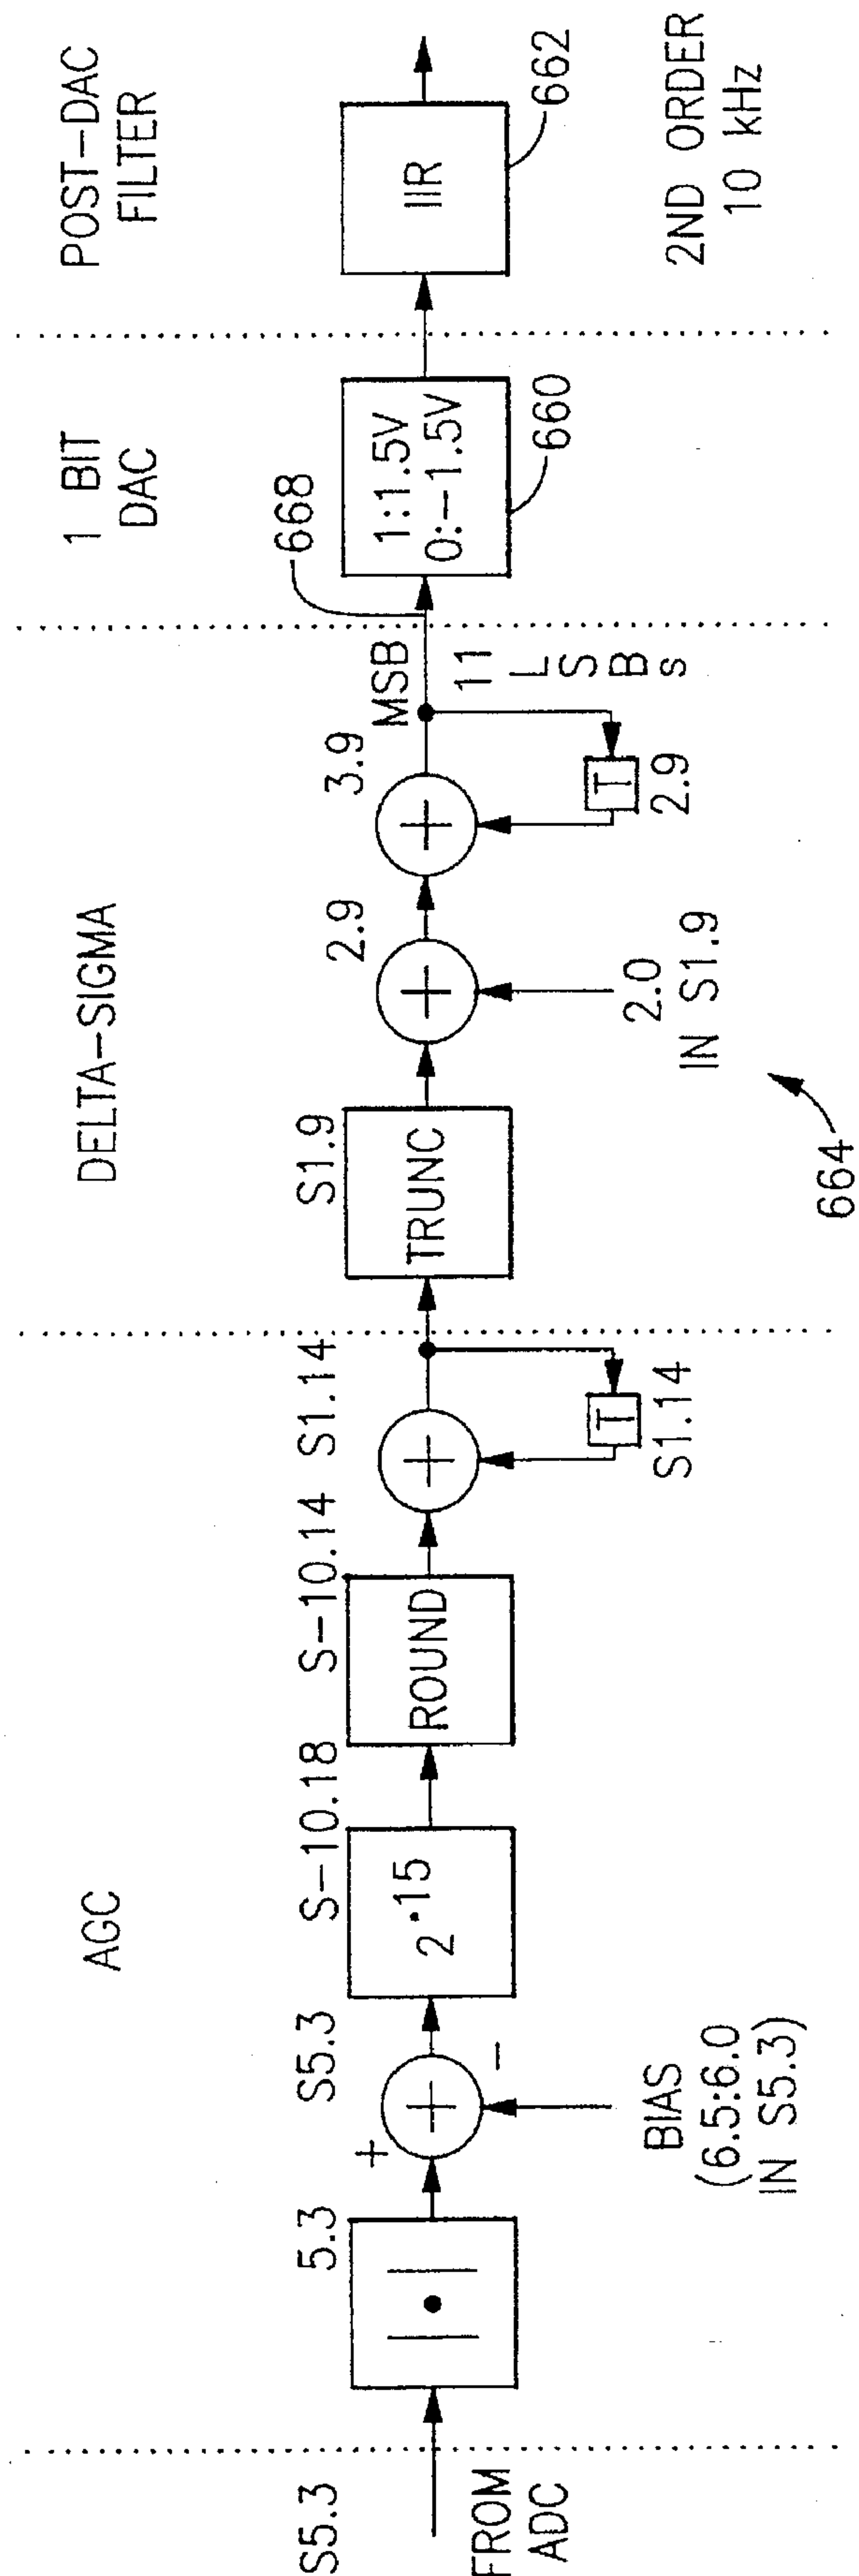 S5.3
FROM
ADC
5.3
|•|
+
-
S5.3
BIAS
(6.5:6.0
IN S5.3)
AGC
S-10.18
2•15
S-10.14
ROUND
+
S1.14
T
S1.14
DELTA-SIGMA
S1.9
TRUNC
2.9
+
2.0
IN S1.9
3.9
+
MSB
11
L
S
B
s
T
2.9
664
668
1 BIT
DAC
1:1.5V
0:-1.5V
660
POST-DAC
FILTER
IIR
662
2ND ORDER
10 kHz